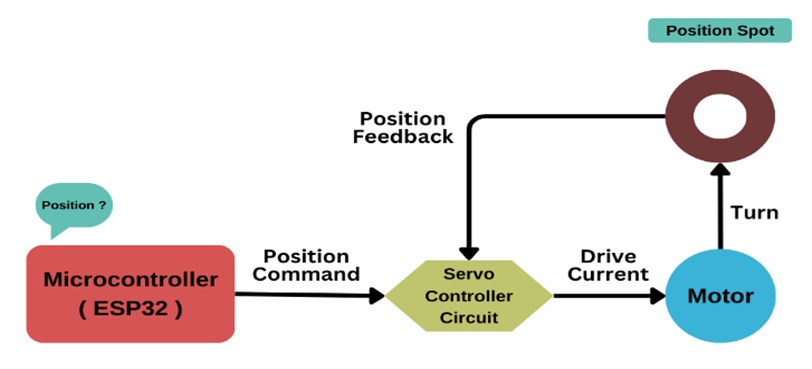 Position Spot
Position
Feedback
Position ?
Microcontroller
( ESP32 )
Position
Command
Servo
Controller
Circuit
Drive
Current
Motor
Turn